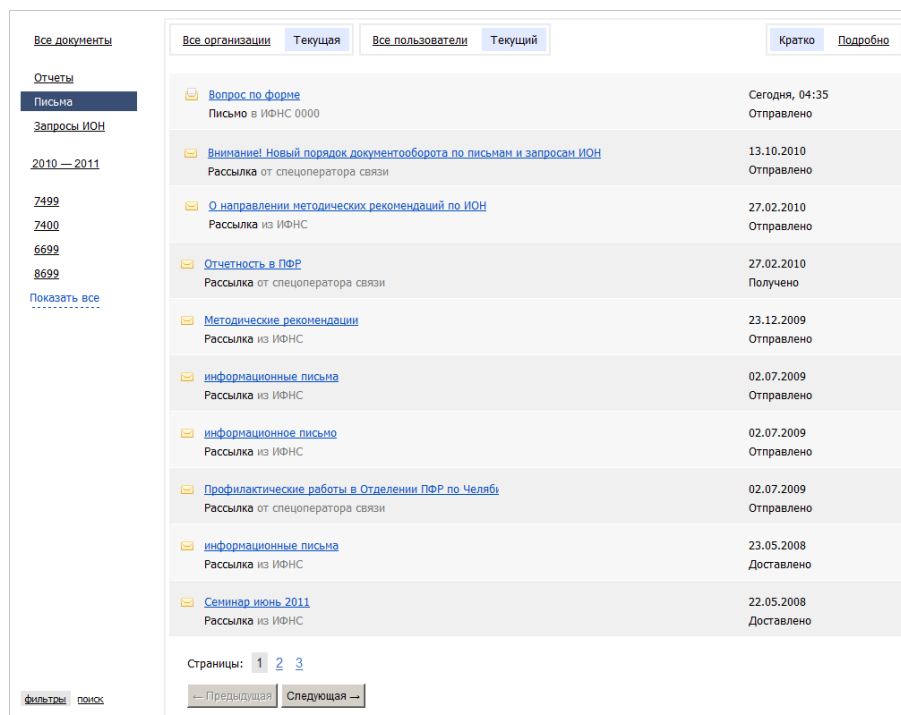 Все документы
Отчеты
Письма
Запросы ИОН
2010 — 2011
7499
7400
6699
8699
Показать все
фильтры поиск
Все организации Текущая Все пользователи Текущий Кратко Подробно
Вопрос по форме Сегодня, 04:35
Письмо в ИФНС 0000 Отправлено
Внимание! Новый порядок документооборота по письмам и запросам ИОН 13.10.2010
Рассылка от спецоператора связи Отправлено
О направлении методических рекомендаций по ИОН 27.02.2010
Рассылка из ИФНС Отправлено
Отчетность в ПФР 27.02.2010
Рассылка от спецоператора связи Получено
Методические рекомендации 23.12.2009
Рассылка из ИФНС Отправлено
информационные письма 02.07.2009
Рассылка из ИФНС Отправлено
информационное письмо 02.07.2009
Рассылка из ИФНС Отправлено
Профилактические работы в Отделении ПФР по Челяби 02.07.2009
Рассылка от спецоператора связи Отправлено
информационные письма 23.05.2008
Рассылка из ИФНС Доставлено
Семинар июнь 2011 22.05.2008
Рассылка из ИФНС Доставлено
Страницы: 1 2 3
← Предыдущая Следующая →